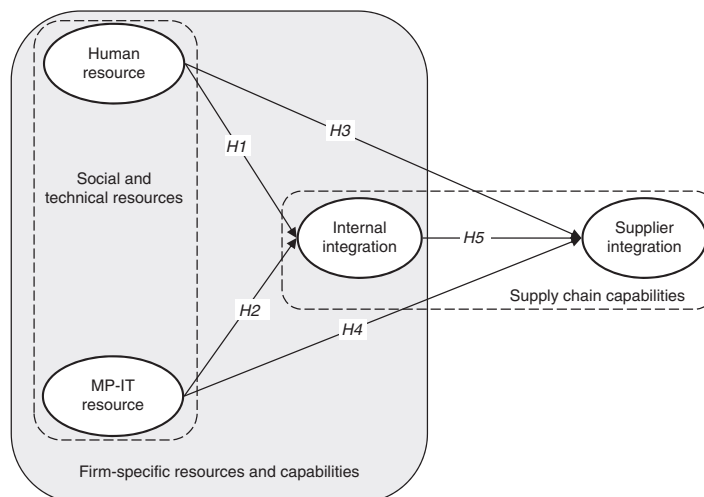 Human
resource
H3
H1
Social and
technical resources
Internal
integration
H5
Supplier
integration
Supply chain capabilities
H2
H4
MP-IT
resource
Firm-specific resources and capabilities